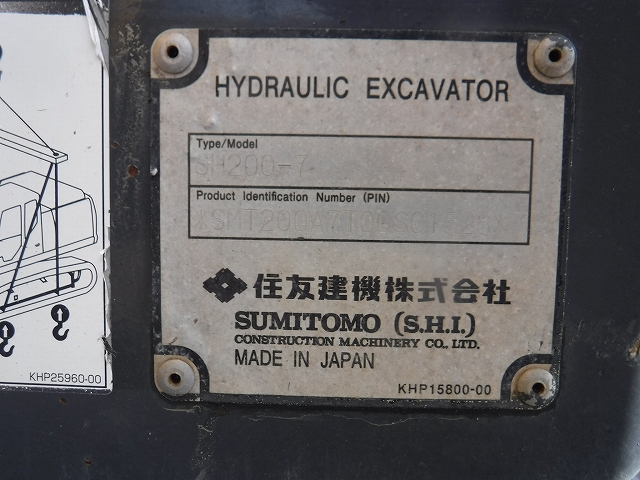 HYDRAULIC EXCAVATOR
Type/Model
SH200-7
Product Identification Number (PIN)
住友建機株式会社
SUMITOMO (S.H.I.)
CONSTRUCTION MACHINERY CO., LTD.
MADE IN JAPAN
KHP15800-00
KHP25960-00